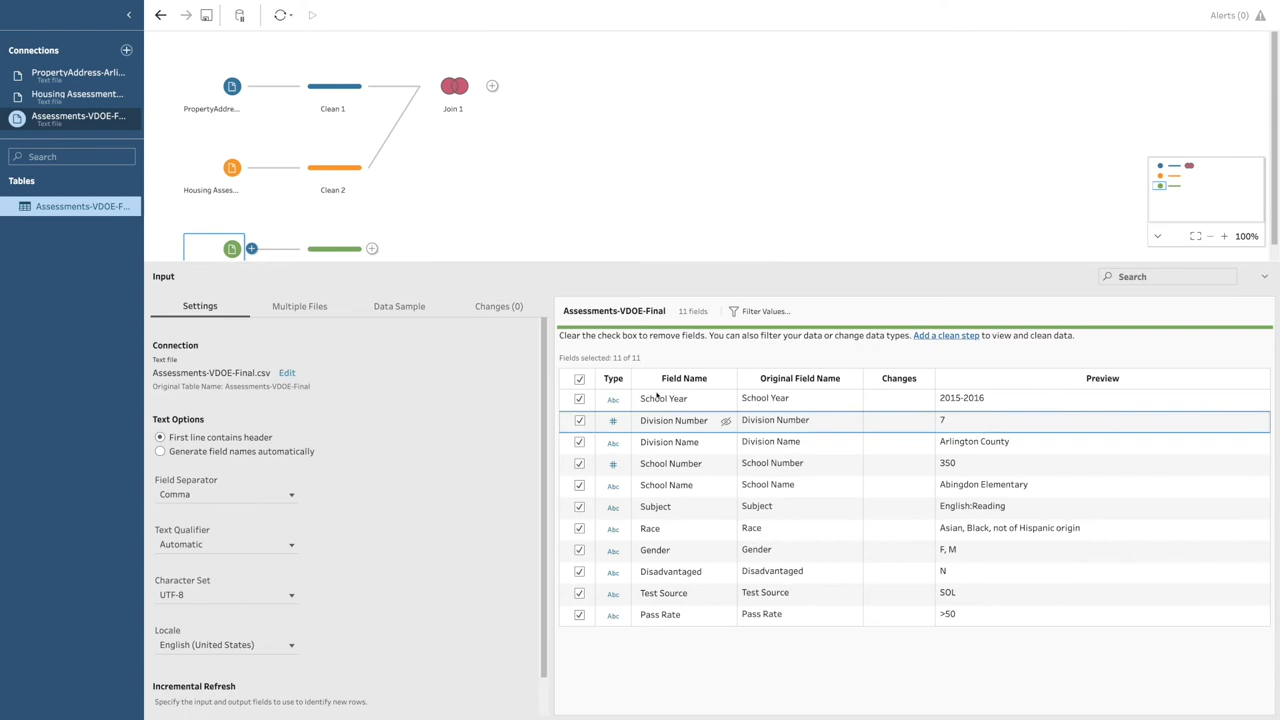 Alerts (0)
Connections
PropertyAddress-Arli...
Text file
Housing Assessment...
Text file
Assessments-VDOE-F...
Text file
Search
Tables
Assessments-VDOE-F...
PropertyAddre...
Clean 1
Join 1
Housing Asses...
Clean 2
100%
Input
Search
Settings
Multiple Files
Data Sample
Changes (0)
Connection
Text file
Assessments-VDOE-Final.csv Edit
Original Table Name: Assessments-VDOE-Final
Text Options
First line contains header
Generate field names automatically
Field Separator
Comma
Text Qualifier
Automatic
Character Set
UTF-8
Locale
English (United States)
Incremental Refresh
Specify the input and output fields to use to identify new rows.
Assessments-VDOE-Final 11 fields Filter Values...
Clear the check box to remove fields. You can also filter your data or change data types. Add a clean step to view and clean data.
Fields selected: 11 of 11
Type Field Name Original Field Name Changes Preview
Abc School Year School Year 2015-2016
# Division Number Division Number 7
Abc Division Name Division Name Arlington County
# School Number School Number 350
Abc School Name School Name Abingdon Elementary
Abc Subject Subject English:Reading
Abc Race Race Asian, Black, not of Hispanic origin
Abc Gender Gender F, M
Abc Disadvantaged Disadvantaged N
Abc Test Source Test Source SOL
Abc Pass Rate Pass Rate >50